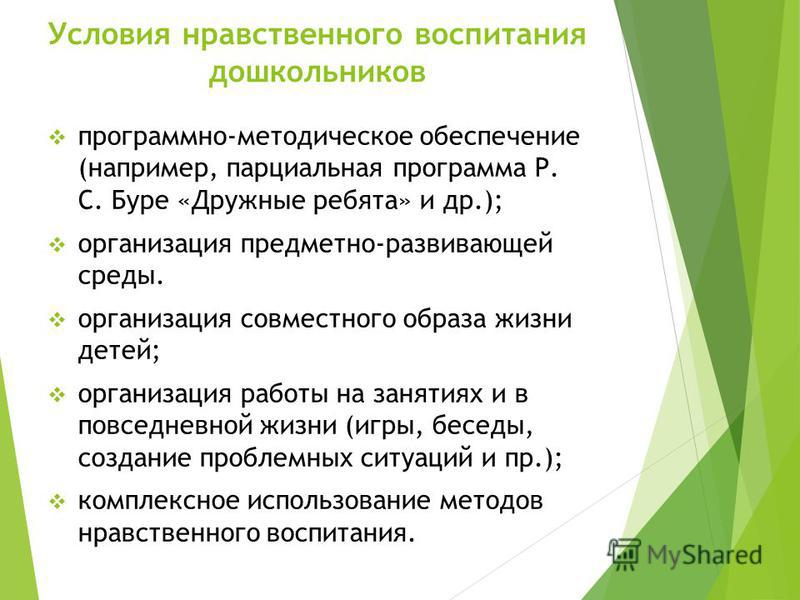 Условия нравственного воспитания
дошкольников
❖ программно-методическое обеспечение
(например, парциальная программа Р.
С. Буре «Дружные ребята» и др.);
❖ организация предметно-развивающей
среды.
❖ организация совместного образа жизни
детей;
❖ организация работы на занятиях и в
повседневной жизни (игры, беседы,
создание проблемных ситуаций и пр.);
❖ комплексное использование методов
нравственного воспитания.
MyShared